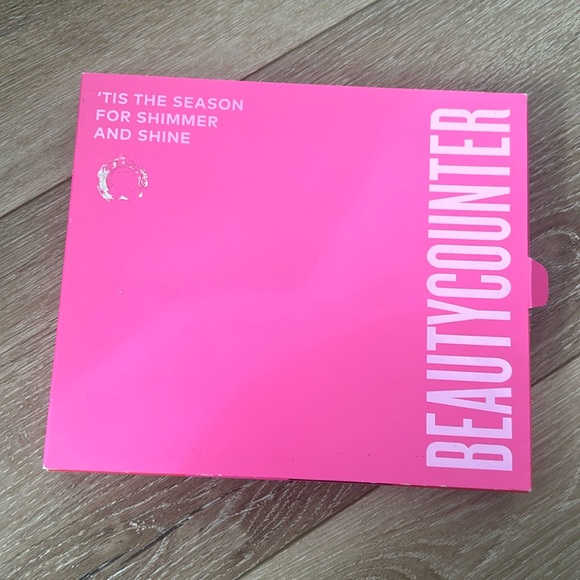 'TIS THE SEASON
FOR SHIMMER
AND SHINE
BEAUTYCOUNTER